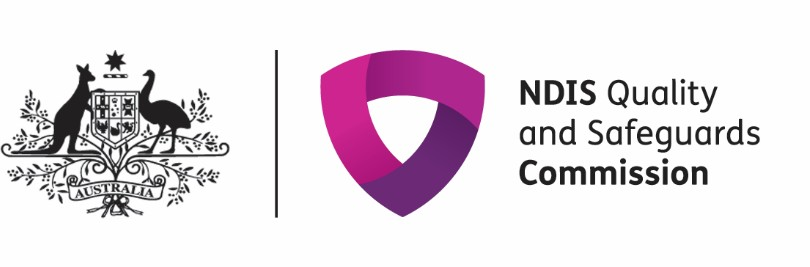 AUSTRALIA
NDIS Quality
and Safeguards
Commission